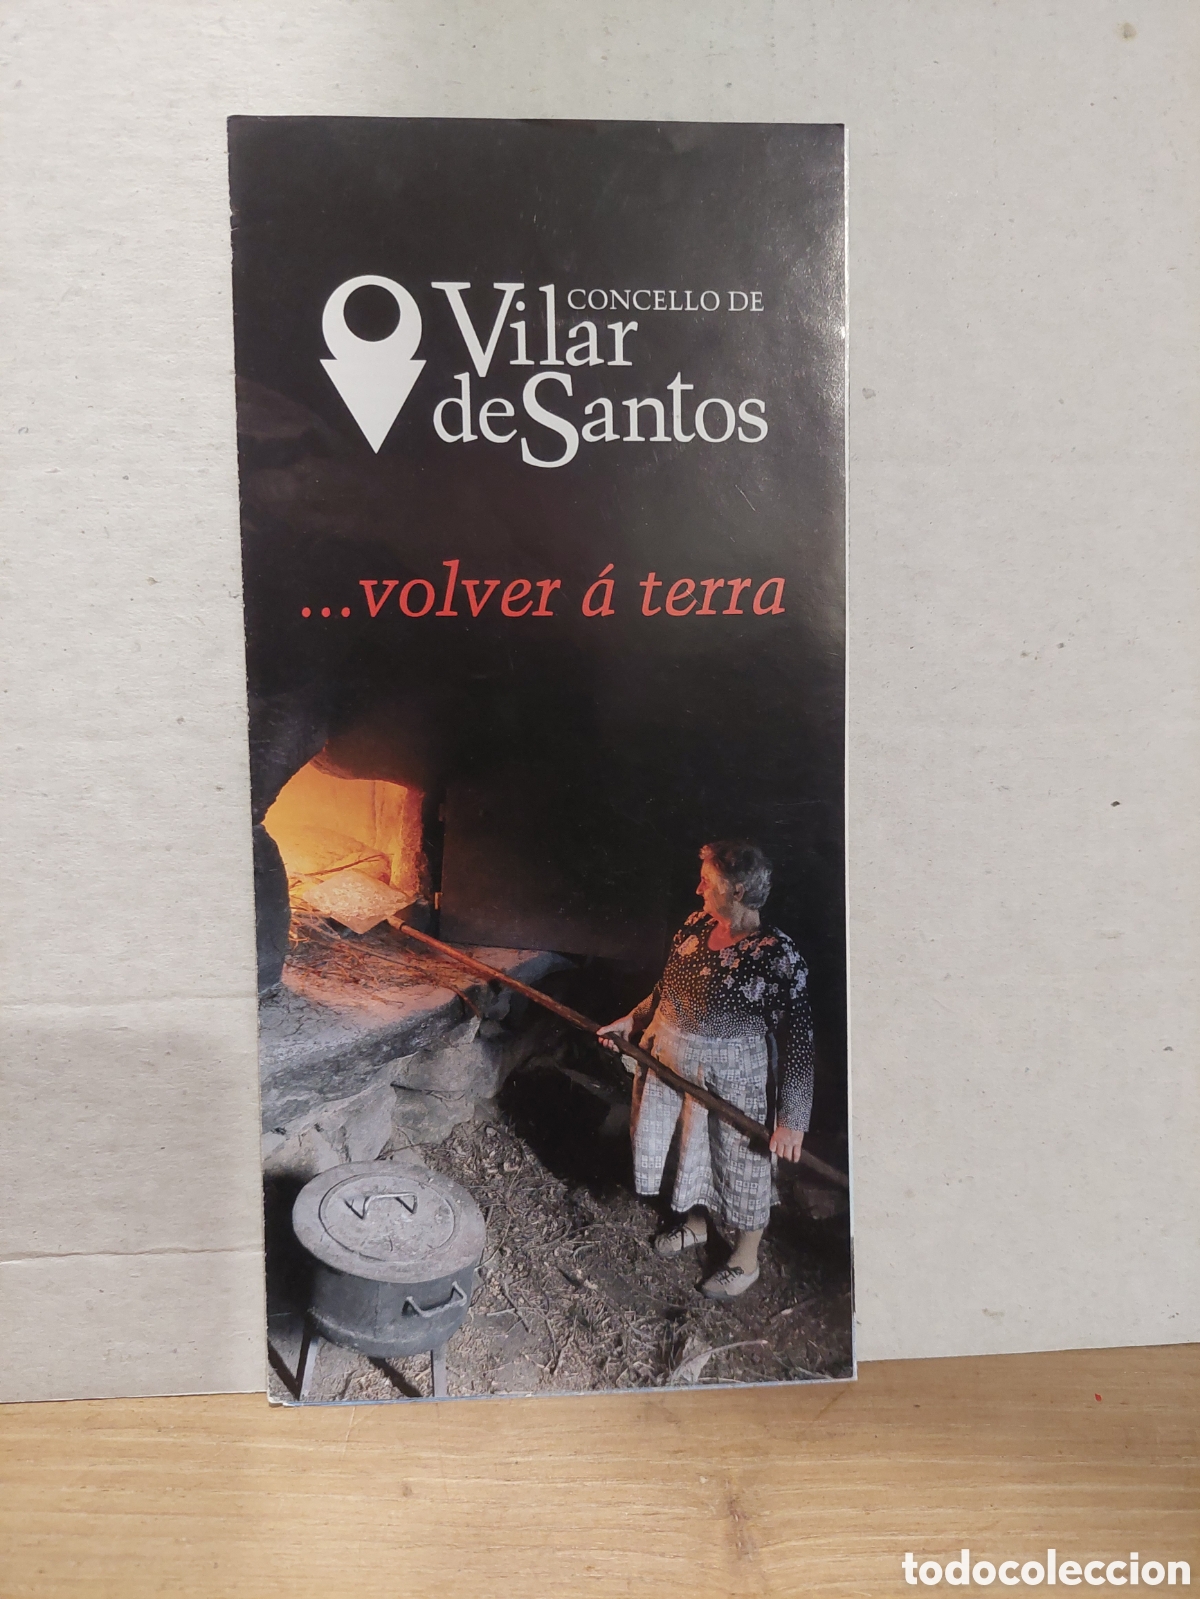 CONCELLO DE
Vilar
deSantos
...volver á terra
todocoleccion